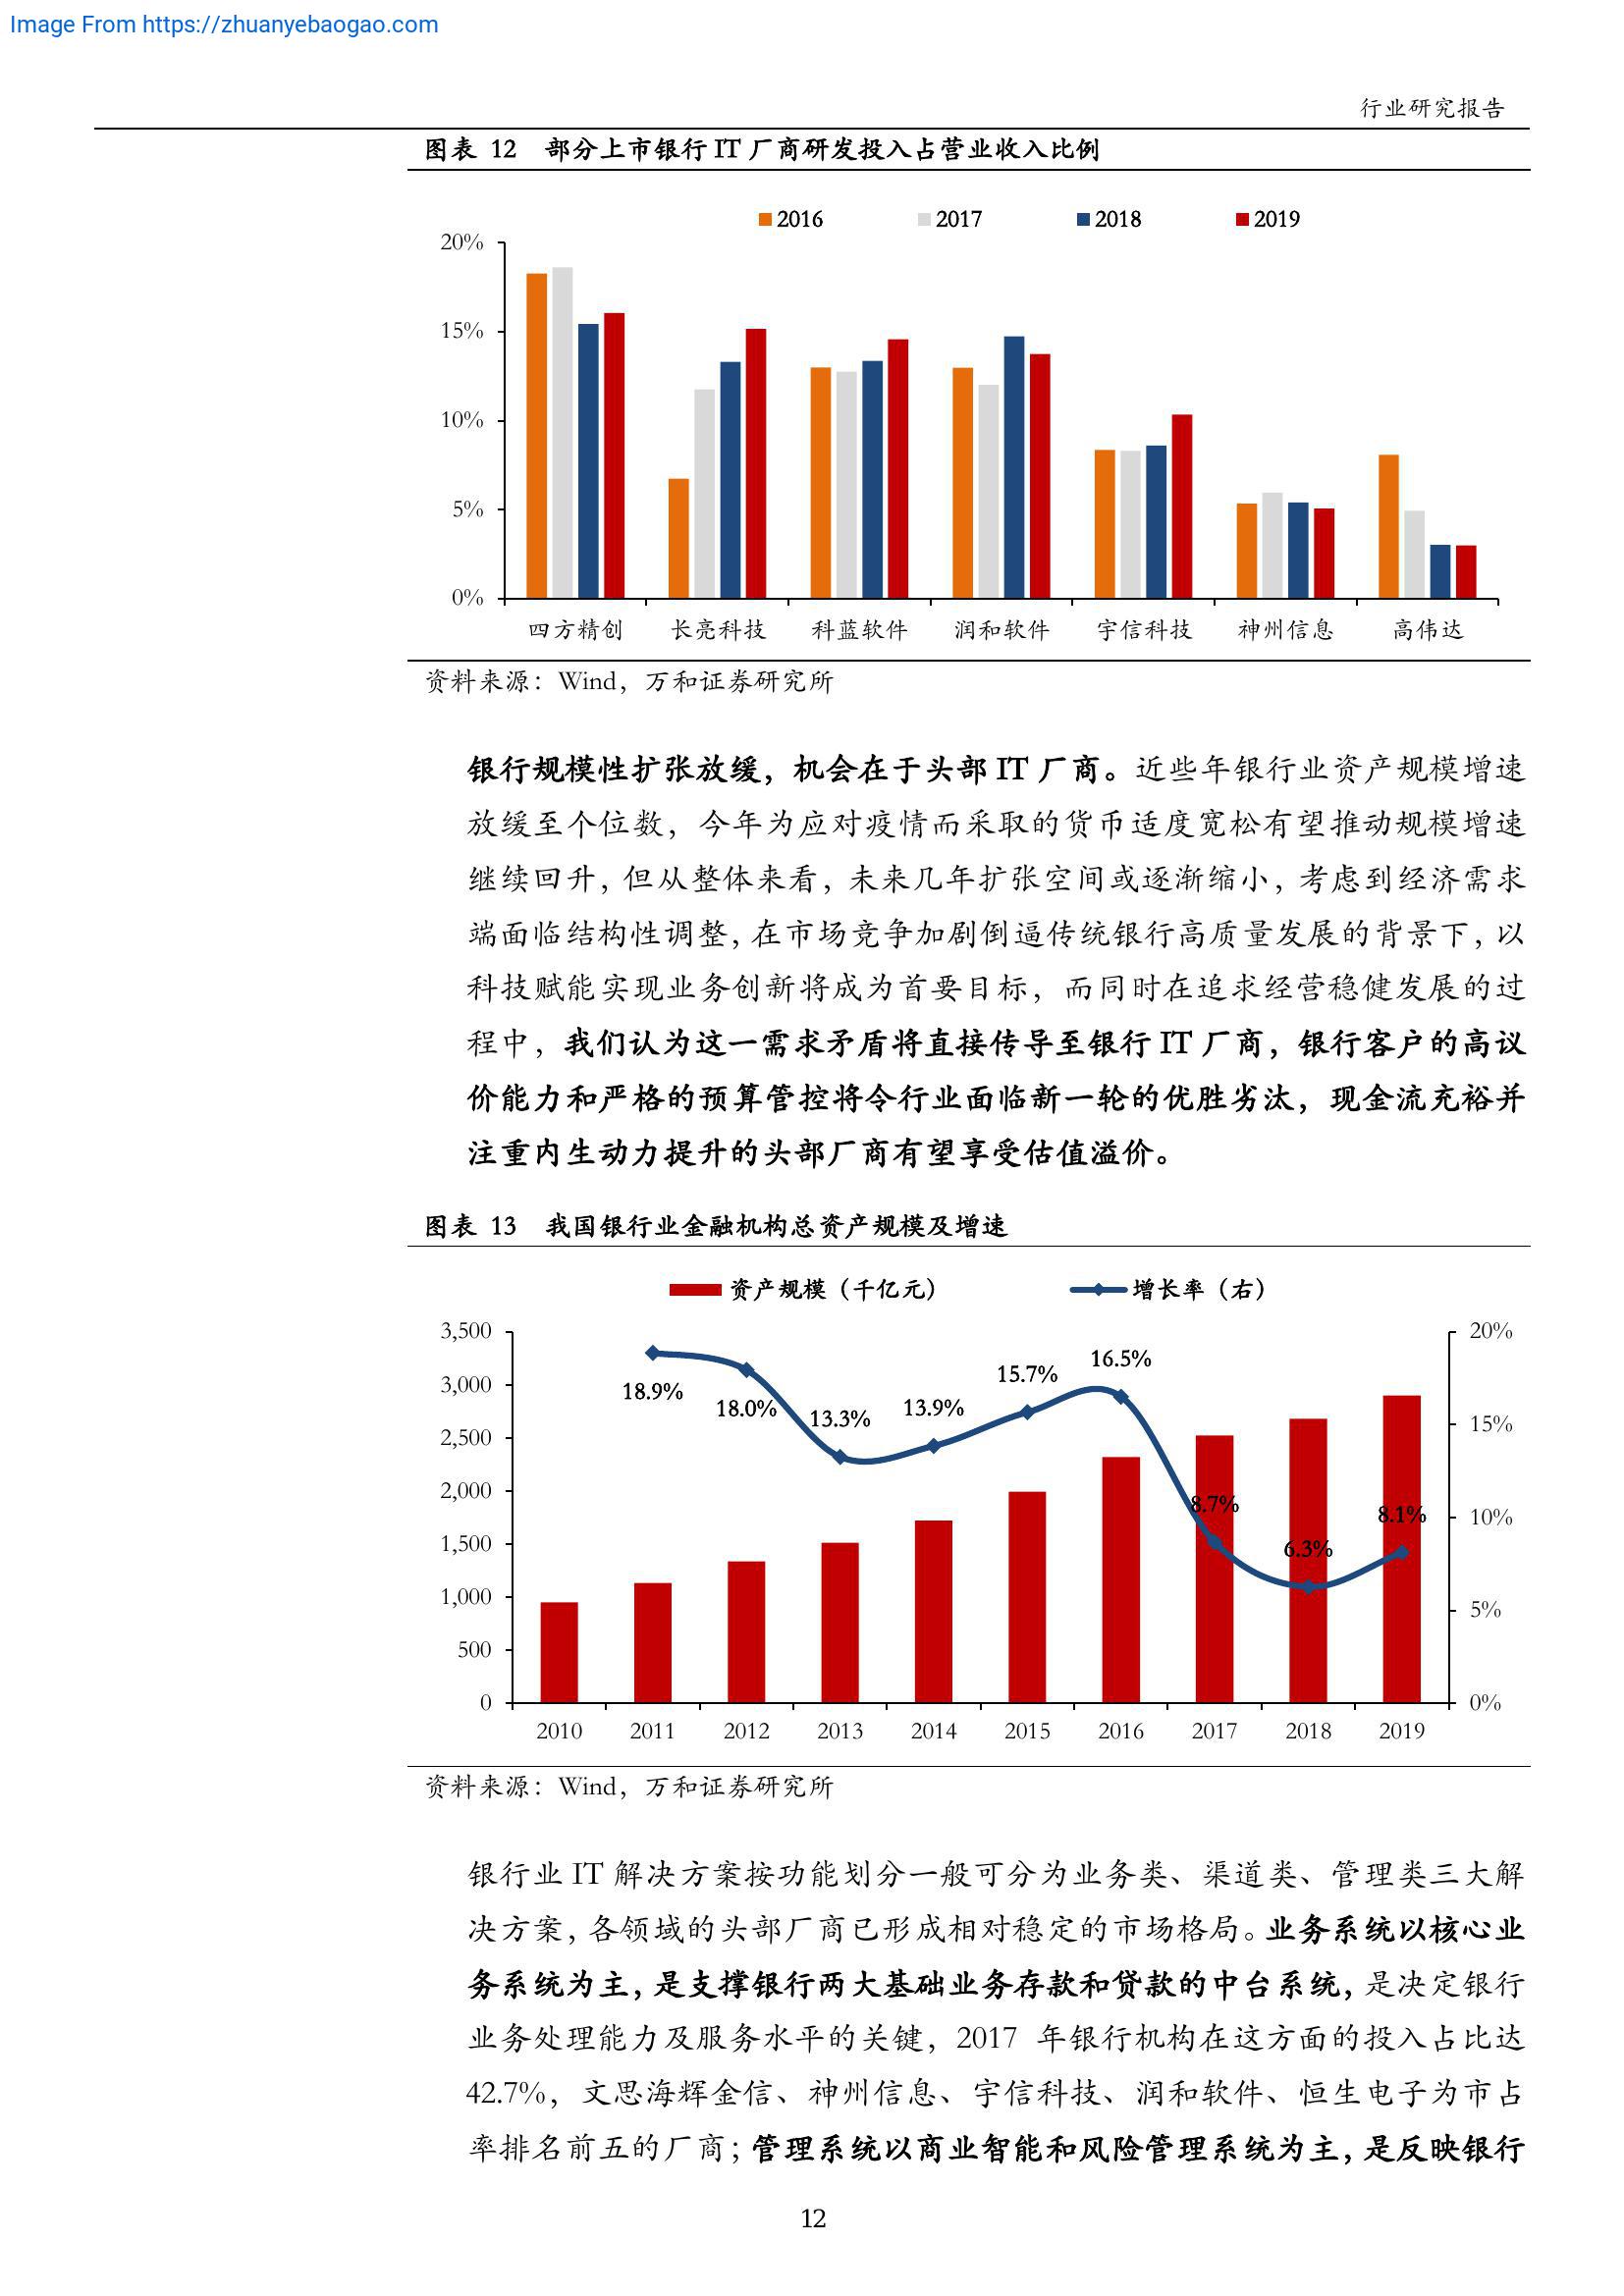 Image From https://zhuanyebaogao.com
行业研究报告
图表 12 部分上市银行 IT 厂商研发投入占营业收入比例
2016 2017 2018 2019
20%
15%
10%
5%
0%
四方精创 长亮科技 科蓝软件 润和软件 宇信科技 神州信息 高伟达
资料来源：Wind，万和证券研究所
银行规模性扩张放缓，机会在于头部 IT 厂商。近些年银行业资产规模增速
放缓至个位数，今年为应对疫情而采取的货币适度宽松有望推动规模增速
继续回升，但从整体来看，未来几年扩张空间或逐渐缩小，考虑到经济需求
端面临结构性调整，在市场竞争加剧倒逼传统银行高质量发展的背景下，以
科技赋能实现业务创新将成为首要目标，而同时在追求经营稳健发展的过
程中，我们认为这一需求矛盾将直接传导至银行 IT 厂商，银行客户的高议
价能力和严格的预算管控将令行业面临新一轮的优胜劣汰，现金流充裕并
注重内生动力提升的头部厂商有望享受估值溢价。
图表 13 我国银行业金融机构总资产规模及增速
资产规模（千亿元） 增长率（右）
3,500
3,000
2,500
2,000
1,500
1,000
500
0
20%
15%
10%
5%
0%
18.9%
18.0%
13.3%
13.9%
15.7%
16.5%
8.7%
6.3%
8.1%
2010 2011 2012 2013 2014 2015 2016 2017 2018 2019
资料来源：Wind，万和证券研究所
银行业 IT 解决方案按功能划分一般可分为业务类、渠道类、管理类三大解
决方案，各领域的头部厂商已形成相对稳定的市场格局。业务系统以核心业
务系统为主，是支撑银行两大基础业务存款和贷款的中台系统，是决定银行
业务处理能力及服务水平的关键，2017 年银行机构在这方面的投入占比达
42.7%，文思海辉金信、神州信息、宇信科技、润和软件、恒生电子为市占
率排名前五的厂商；管理系统以商业智能和风险管理系统为主，是反映银行
12